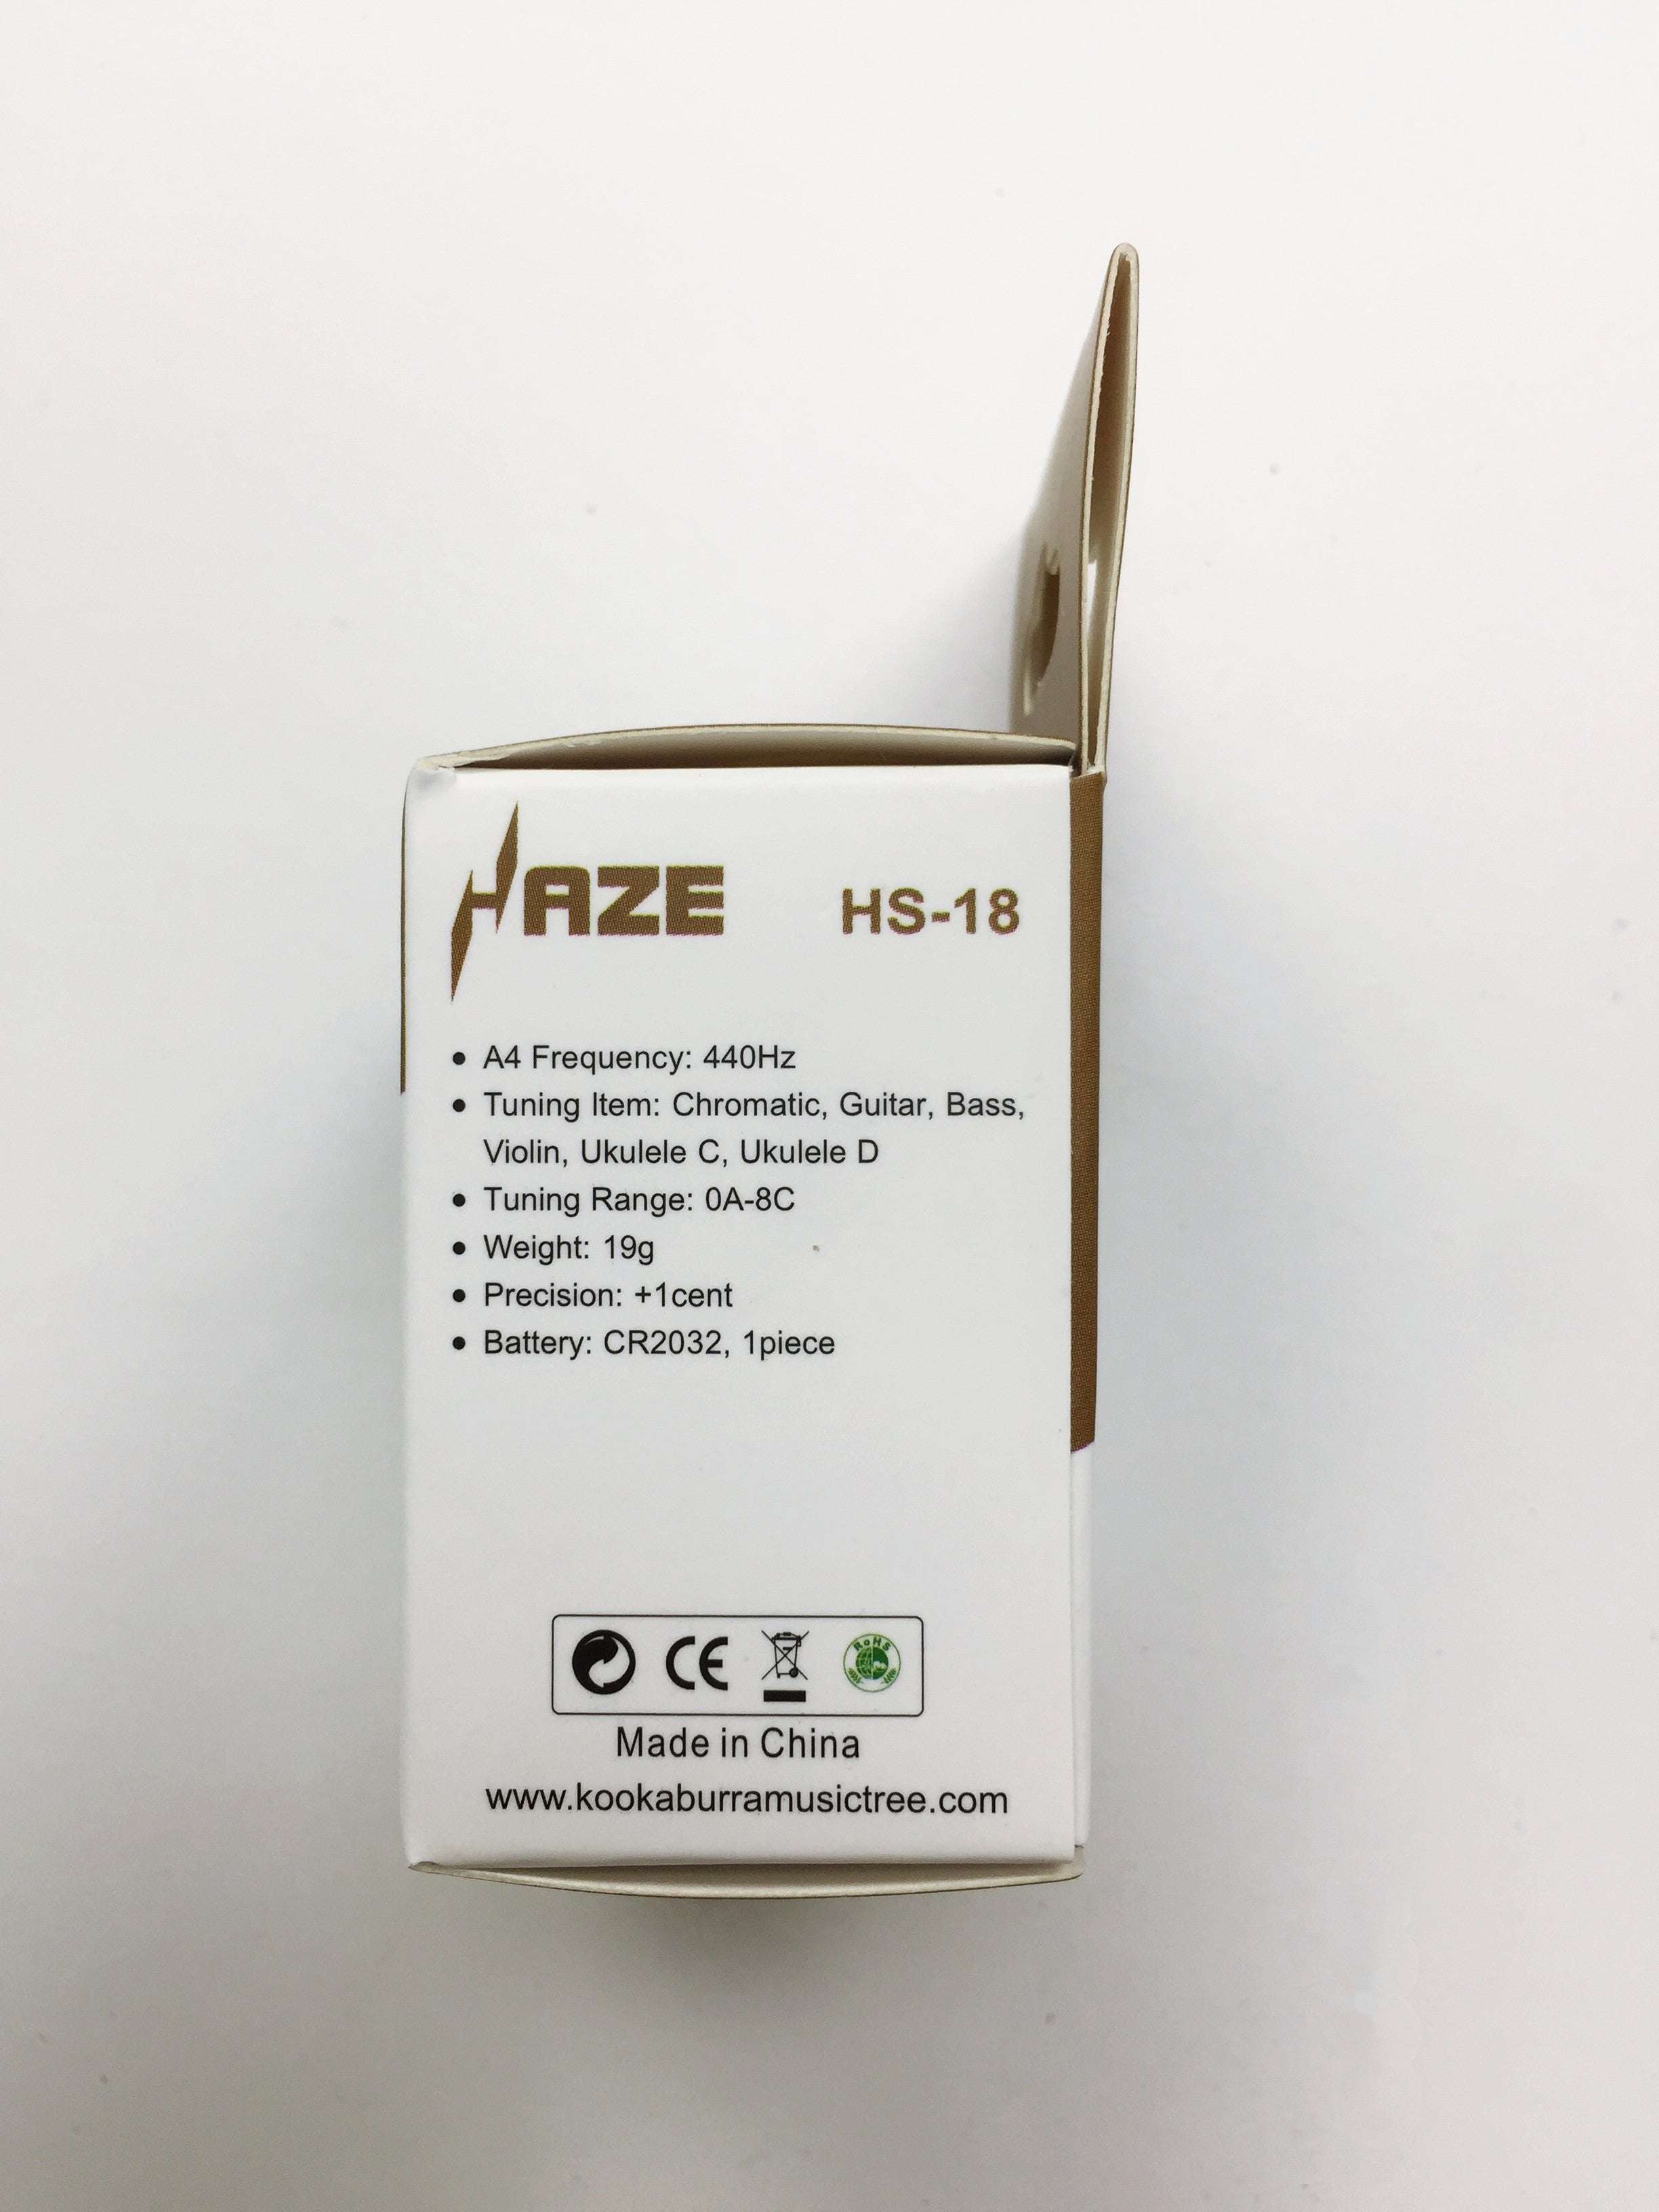 HAZE HS-18
• A4 Frequency: 440Hz
• Tuning Item: Chromatic, Guitar, Bass,
Violin, Ukulele C, Ukulele D
• Tuning Range: 0A-8C
• Weight: 19g
• Precision: +1cent
• Battery: CR2032, 1piece
CE RoHS
Made in China
www.kookaburramusictree.com